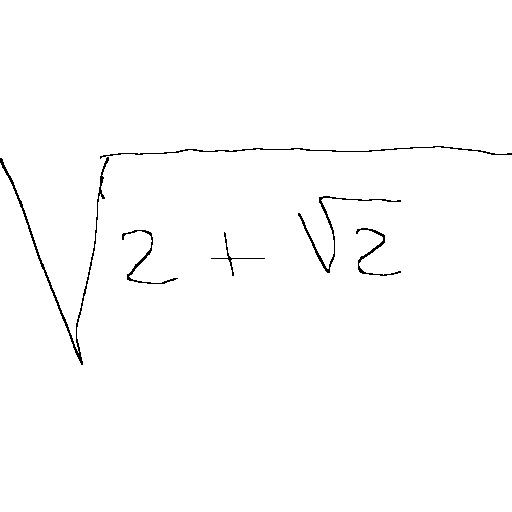 √(2 + √2)